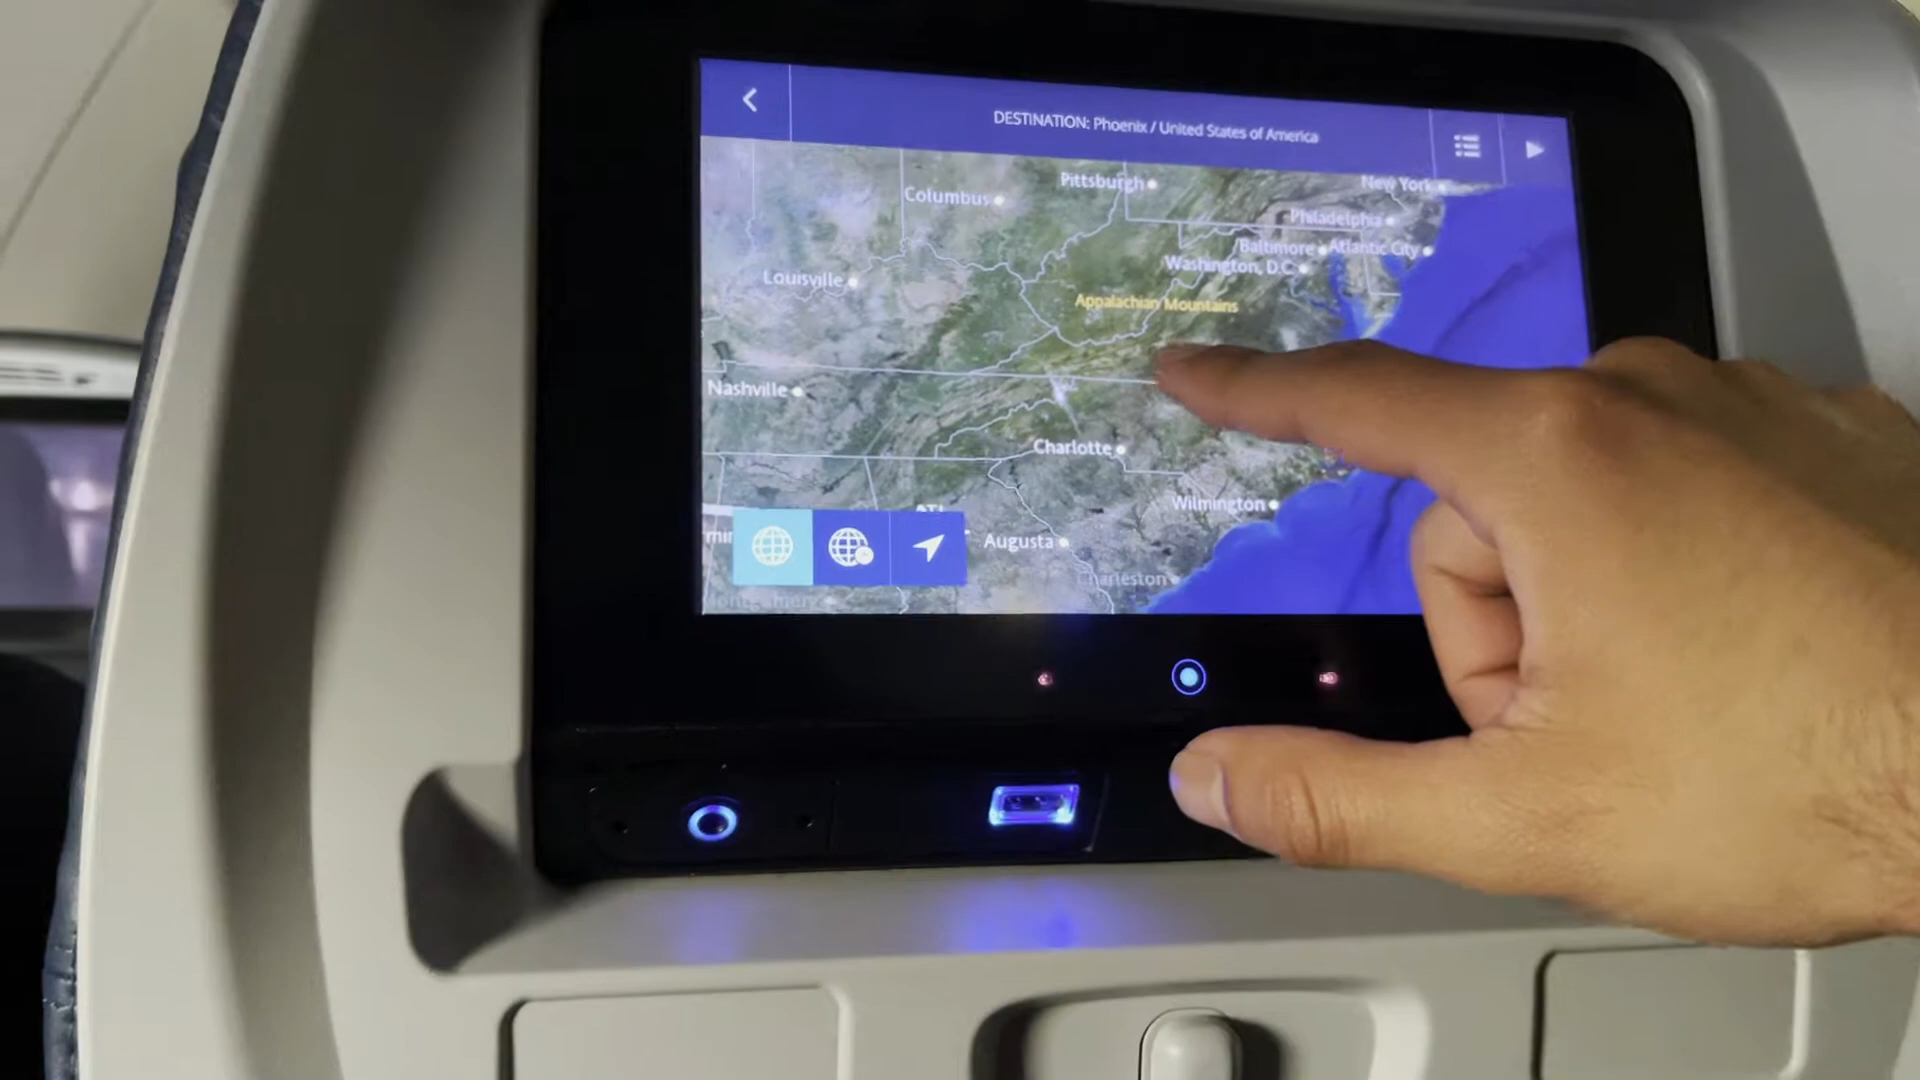 DESTINATION: Phoenix / United States of America
Pittsburgh
New York
Columbus
Philadelphia
Baltimore
Atlantic City
Washington, D.C.
Louisville
Appalachian Mountains
Nashville
Charlotte
Wilmington
Augusta
Charleston